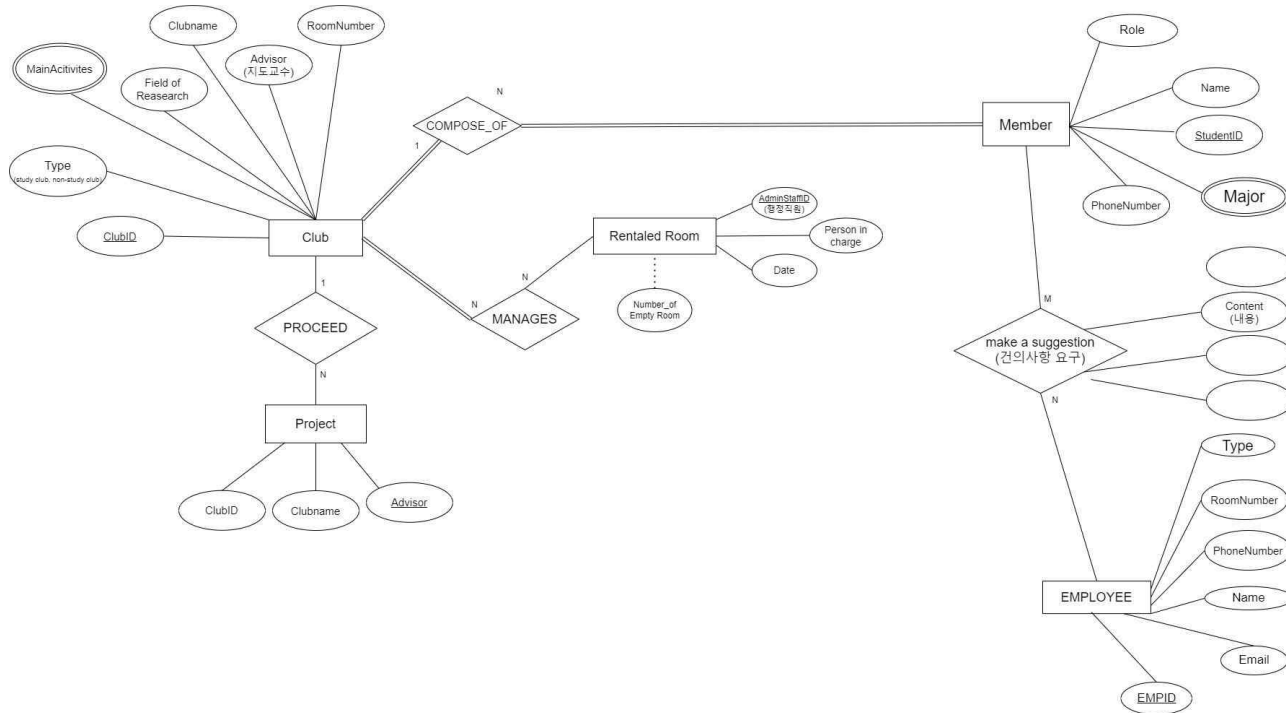 Clubname
RoomNumber
MainAcitivites
Field of
Reasearch
Advisor
(지도교수)
Type
(study club, non-study club)
ClubID
Club
N
COMPOSE_OF
1
Role
Name
Member
StudentID
Major
PhoneNumber
AdminStaffID
(행정직원)
Rentaled Room
Person in
charge
Date
Number_of
Empty Room
N
N
MANAGES
1
PROCEED
N
Project
ClubID
Clubname
Advisor
M
make a suggestion
(건의사항 요구)
N
Content
(내용)
Type
RoomNumber
PhoneNumber
EMPLOYEE
Name
Email
EMPID